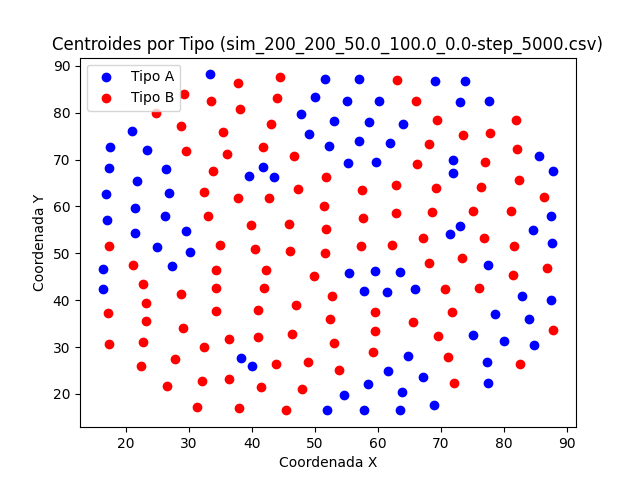 Centroides por Tipo (sim_200_200_50.0_100.0_0.0-step_5000.csv)
Tipo A
Tipo B
90
80
70
60
50
40
30
20
Coordenada Y
20 30 40 50 60 70 80 90
Coordenada X